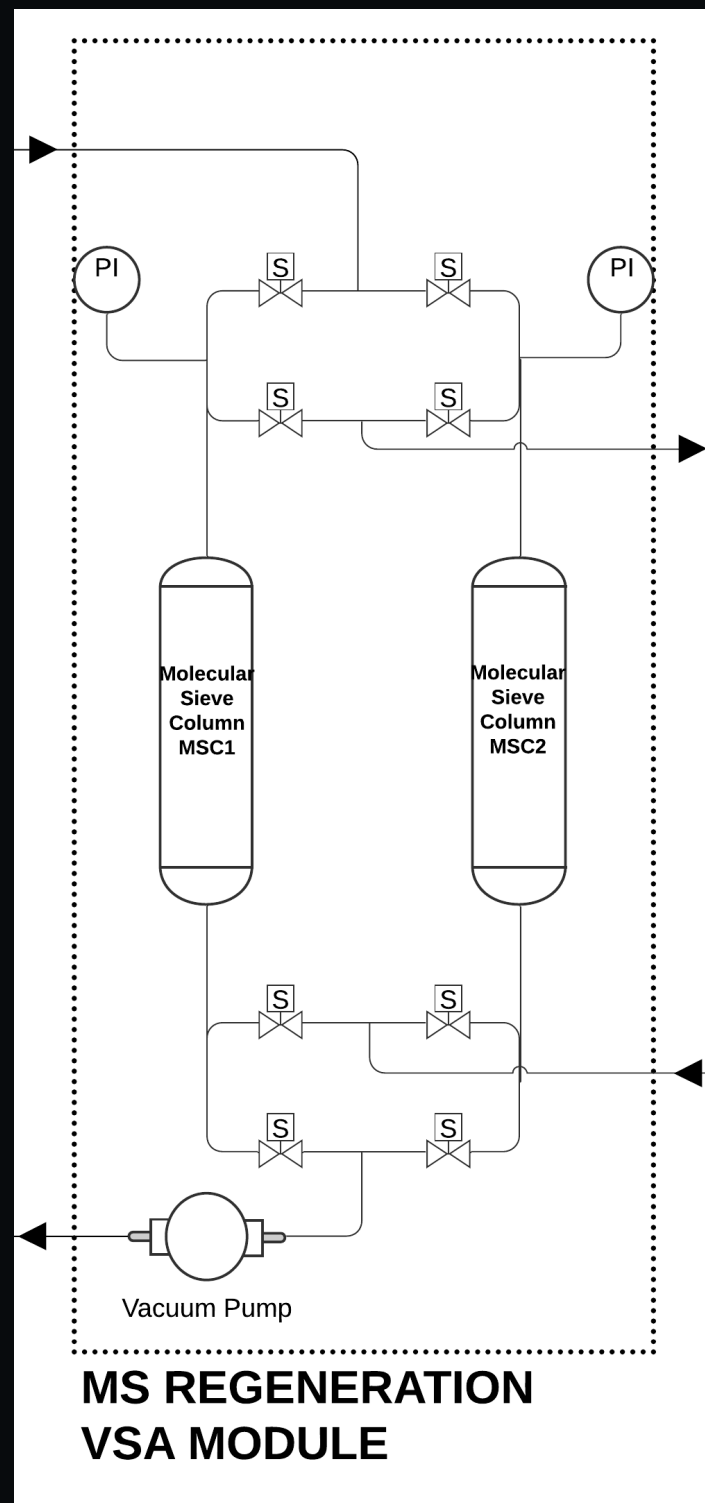 PI
S
S
PI
S
S
Molecular
Sieve
Column
MSC1
Molecular
Sieve
Column
MSC2
S
S
S
S
Vacuum Pump
MS REGENERATION
VSA MODULE